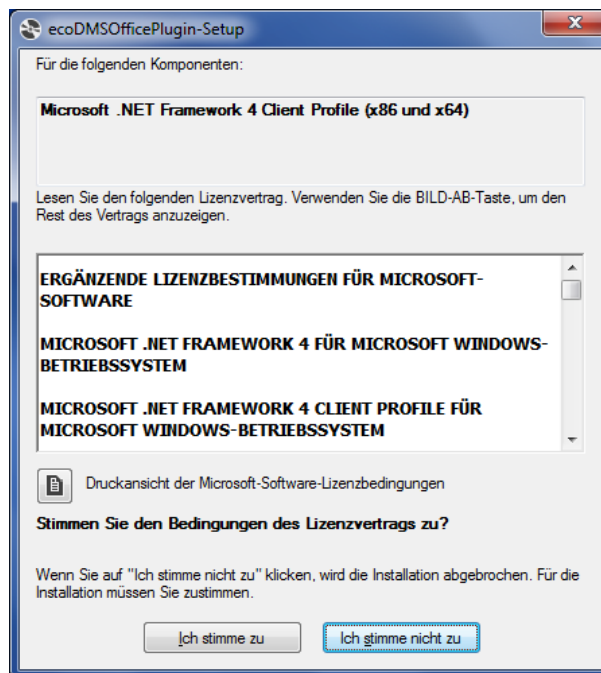 ecoDMSOfficePlugin-Setup
Für die folgenden Komponenten:
Microsoft .NET Framework 4 Client Profile (x86 und x64)
Lesen Sie den folgenden Lizenzvertrag. Verwenden Sie die BILD-AB-Taste, um den
Rest des Vertrags anzuzeigen.
ERGÄNZENDE LIZENZBESTIMMUNGEN FÜR MICROSOFT-
SOFTWARE
MICROSOFT .NET FRAMEWORK 4 FÜR MICROSOFT WINDOWS-
BETRIEBSSYSTEM
MICROSOFT .NET FRAMEWORK 4 CLIENT PROFILE FÜR
MICROSOFT WINDOWS-BETRIEBSSYSTEM
Druckansicht der Microsoft-Software-Lizenzbedingungen
Stimmen Sie den Bedingungen des Lizenzvertrags zu?
Wenn Sie auf "Ich stimme nicht zu" klicken, wird die Installation abgebrochen. Für die
Installation müssen Sie zustimmen.
Ich stimme zu
Ich stimme nicht zu